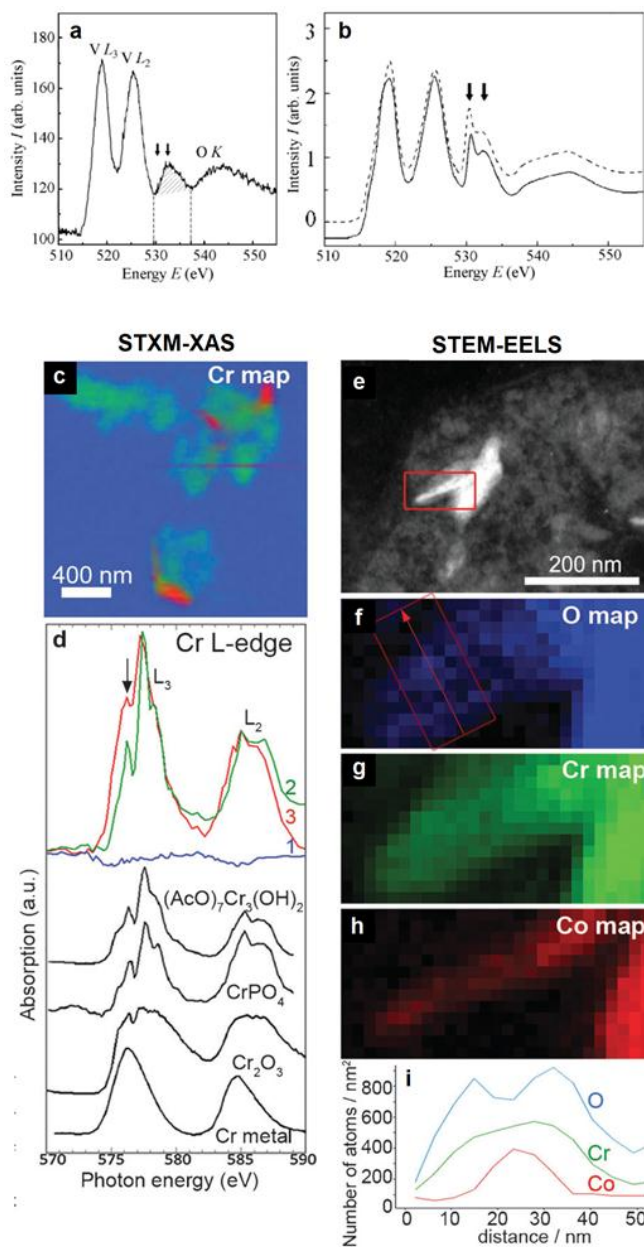 a
V L3 V L2
O K
Intensity I (arb. units)
170
160
140
120
100
510 520 530 540 550
Energy E (eV)
b
Intensity I (arb. units)
3
2
1
0
510 520 530 540 550
Energy E (eV)
STXM-XAS
c
Cr map
400 nm
d
Cr L-edge
L3
L2
2
3
1
(AcO)7Cr3(OH)2
CrPO4
Cr2O3
Cr metal
Absorption (a.u.)
570 575 580 585 590
Photon energy (eV)
STEM-EELS
e
200 nm
f
O map
g
Cr map
h
Co map
i
O
Cr
Co
Number of atoms / nm2
800
600
400
200
0
0 10 20 30 40 50
distance / nm